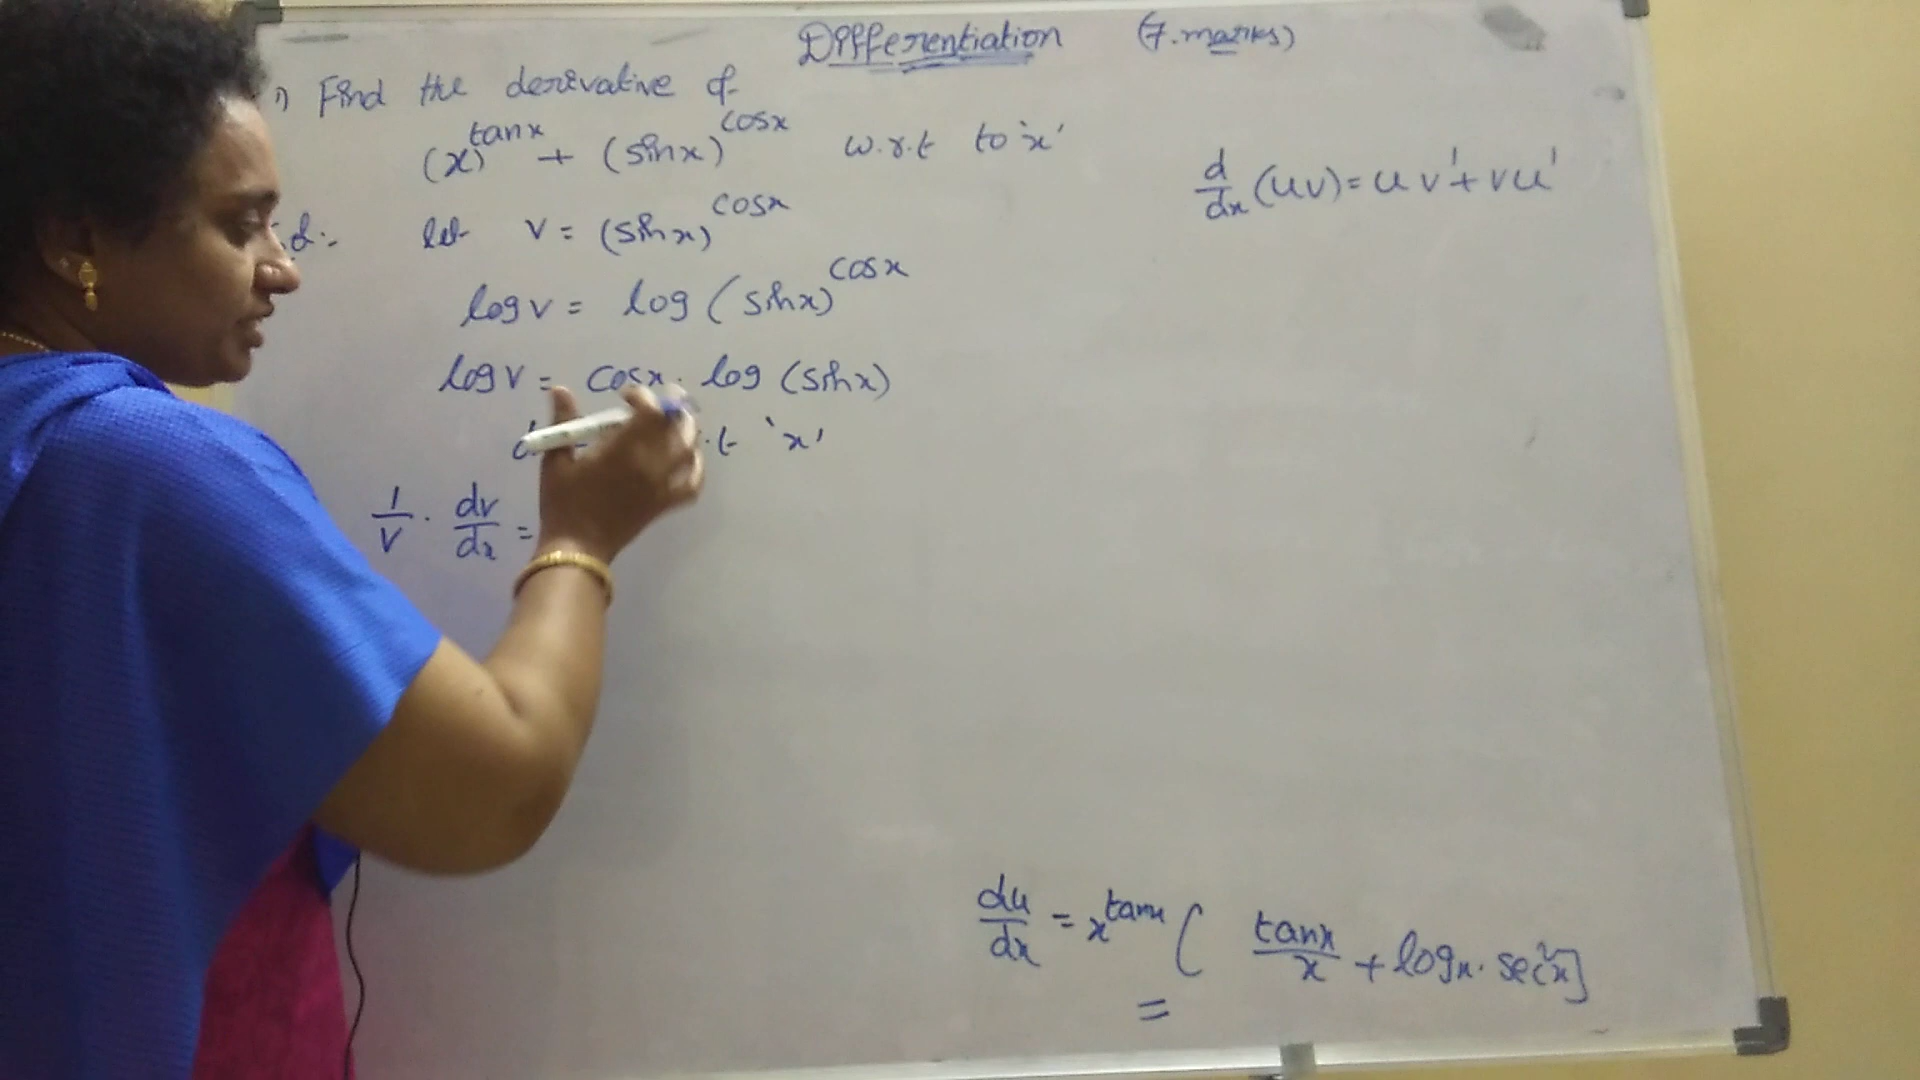 Differentiation (7.marks)
1) Find the derivative of
(x)^tanx + (sinx)^cosx w.r.t to 'x'
d/dx (uv) = uv' + vu'
let v = (sinx)^cosx
log v = log (sinx)^cosx
log v = cosx . log (sinx)
'x'
1/v . dv/dx =
du/dx = x^tanx ( tanx/x + logx . sec²x]
=